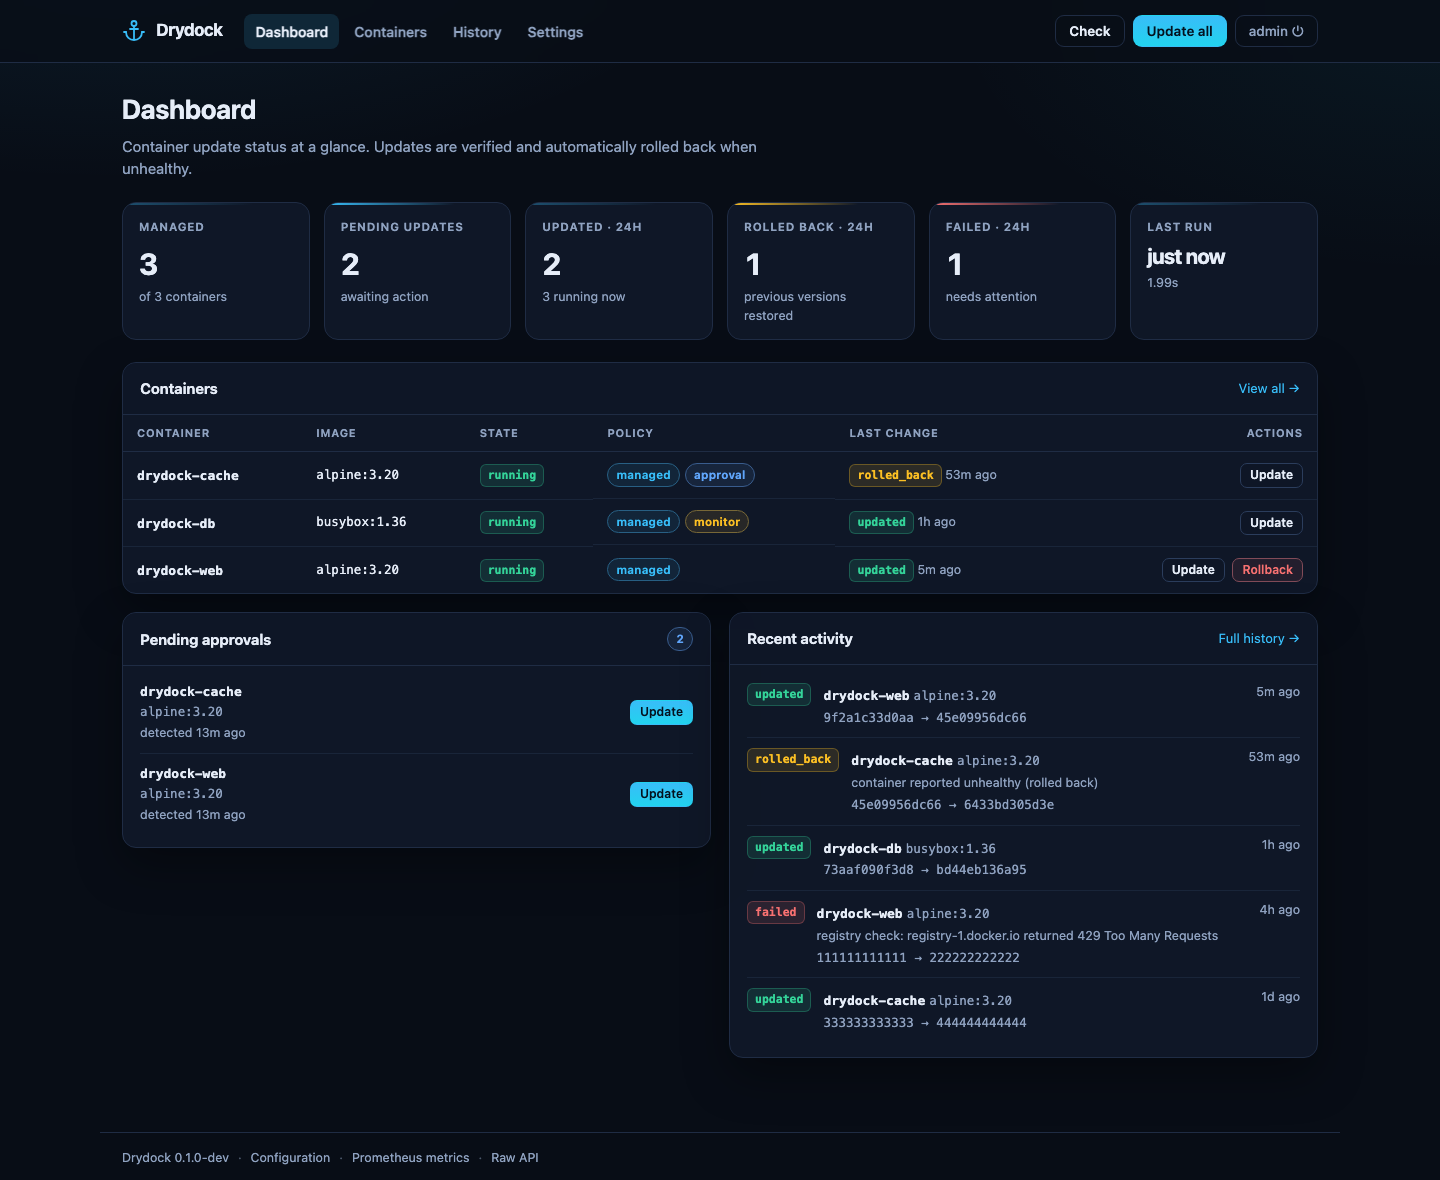 Drydock
Dashboard
Containers
History
Settings
Check
Update all
admin
Dashboard
Container update status at a glance. Updates are verified and automatically rolled back when
unhealthy.
MANAGED
3
of 3 containers
PENDING UPDATES
2
awaiting action
UPDATED · 24H
2
3 running now
ROLLED BACK · 24H
1
previous versions
restored
FAILED · 24H
1
needs attention
LAST RUN
just now
1.99s
Containers
View all →
CONTAINER IMAGE STATE POLICY LAST CHANGE ACTIONS
drydock-cache alpine:3.20 running managed approval rolled_back 53m ago Update
drydock-db busybox:1.36 running managed monitor updated 1h ago Update
drydock-web alpine:3.20 running managed updated 5m ago Update Rollback
Pending approvals 2
drydock-cache
alpine:3.20
detected 13m ago
Update
drydock-web
alpine:3.20
detected 13m ago
Update
Recent activity
Full history →
updated drydock-web alpine:3.20 5m ago
9f2a1c33d0aa → 45e09956dc66
rolled_back drydock-cache alpine:3.20 53m ago
container reported unhealthy (rolled back)
45e09956dc66 → 6433bd305d3e
updated drydock-db busybox:1.36 1h ago
73aaf090f3d8 → bd44eb136a95
failed drydock-web alpine:3.20 4h ago
registry check: registry-1.docker.io returned 429 Too Many Requests
111111111111 → 222222222222
updated drydock-cache alpine:3.20 1d ago
333333333333 → 444444444444
Drydock 0.1.0-dev · Configuration · Prometheus metrics · Raw API